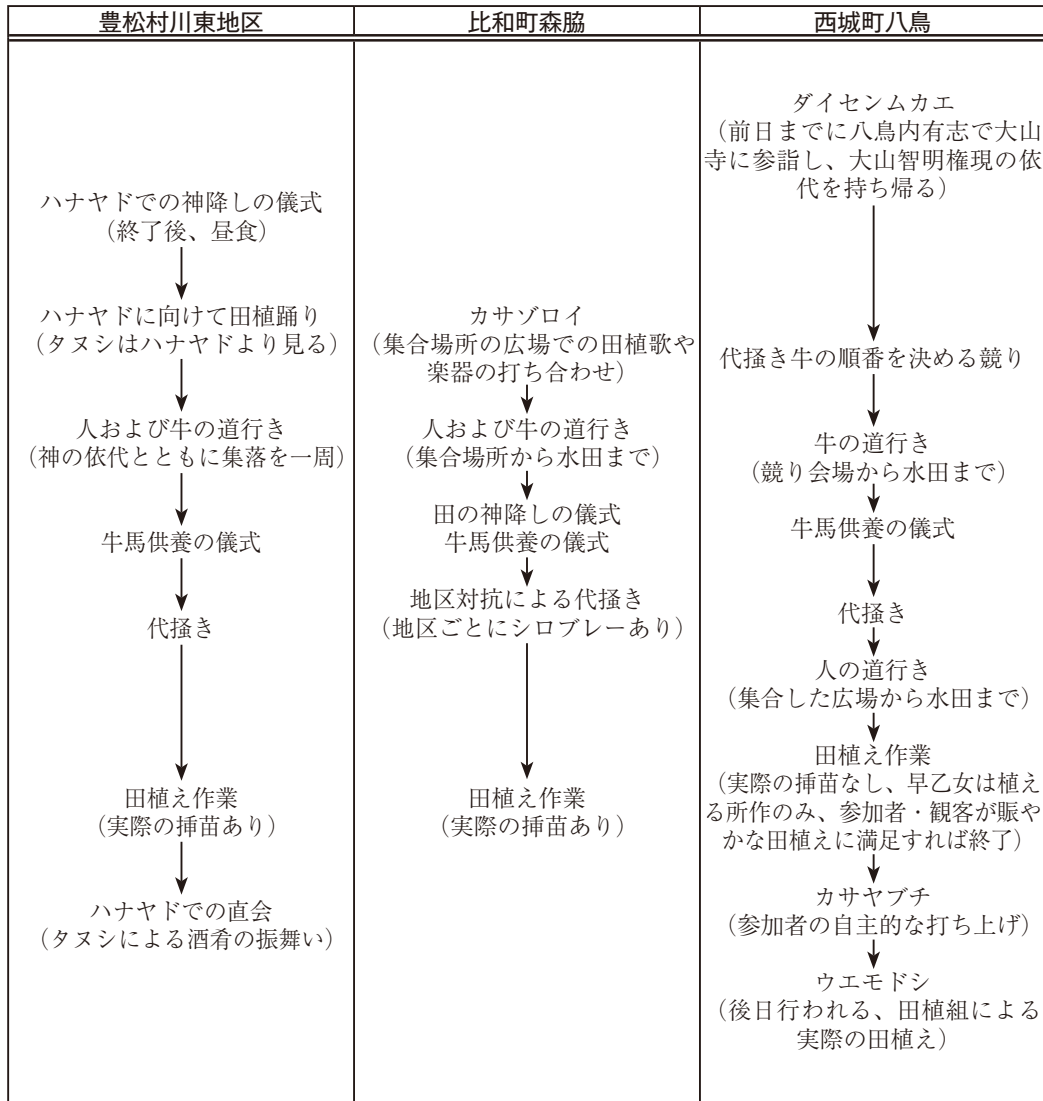 豊松村川東地区
比和町森脇
西城町八鳥
ハナヤドでの神降しの儀式
（終了後、昼食）
ハナヤドに向けて田植踊り
（タヌシはハナヤドより見る）
人および牛の道行き
（神の依代とともに集落を一周）
牛馬供養の儀式
代掻き
田植え作業
（実際の挿苗あり）
ハナヤドでの直会
（タヌシによる酒肴の振舞い）
カサゾロイ
（集合場所の広場での田植歌や
楽器の打ち合わせ）
人および牛の道行き
（集合場所から水田まで）
田の神降しの儀式
牛馬供養の儀式
地区対抗による代掻き
（地区ごとにシロブレーあり）
田植え作業
（実際の挿苗あり）
ダイセンムカエ
（前日までに八鳥内有志で大山
寺に参詣し、大山智明権現の依
代を持ち帰る）
代掻き牛の順番を決める競り
牛の道行き
（競り会場から水田まで）
牛馬供養の儀式
代掻き
人の道行き
（集合した広場から水田まで）
田植え作業
（実際の挿苗なし、早乙女は植え
る所作のみ、参加者・観客が賑や
かな田植えに満足すれば終了）
カサヤブチ
（参加者の自主的な打ち上げ）
ウエモドシ
（後日行われる、田植組による
実際の田植え）